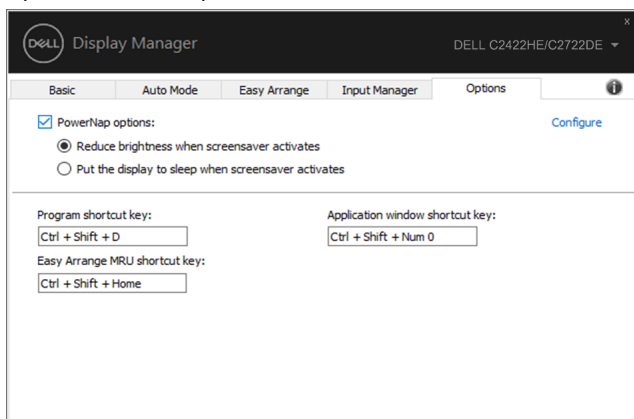 DELL Display Manager
x
DELL C2422HE/C2722DE
Basic Auto Mode Easy Arrange Input Manager Options
PowerNap options:
Configure
Reduce brightness when screensaver activates
Put the display to sleep when screensaver activates
Program shortcut key:
Application window shortcut key:
Ctrl + Shift + D
Ctrl + Shift + Num 0
Easy Arrange MRU shortcut key:
Ctrl + Shift + Home